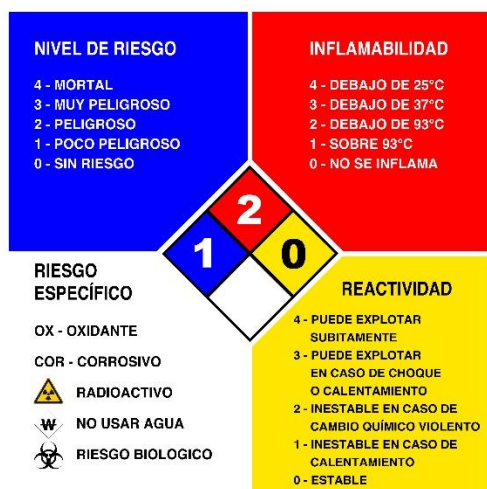 NIVEL DE RIESGO
4 - MORTAL
3 - MUY PELIGROSO
2 - PELIGROSO
1 - POCO PELIGROSO
0 - SIN RIESGO
INFLAMABILIDAD
4 - DEBAJO DE 25°C
3 - DEBAJO DE 37°C
2 - DEBAJO DE 93°C
1 - SOBRE 93°C
0 - NO SE INFLAMA
2
1
0
RIESGO
ESPECÍFICO
OX - OXIDANTE
COR - CORROSIVO
RADIOACTIVO
W NO USAR AGUA
RIESGO BIOLOGICO
REACTIVIDAD
4 - PUEDE EXPLOTAR
SUBITAMENTE
3 - PUEDE EXPLOTAR
EN CASO DE CHOQUE
O CALENTAMIENTO
2 - INESTABLE EN CASO DE
CAMBIO QUÍMICO VIOLENTO
1 - INESTABLE EN CASO DE
CALENTAMIENTO
0 - ESTABLE